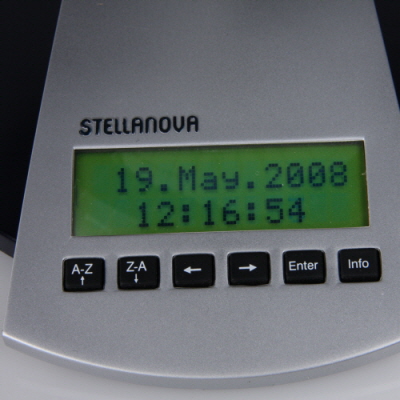 STELLANOVA
19.May.2008
12:16:54
A-Z ↑ Z-A ↓ ← → Enter Info